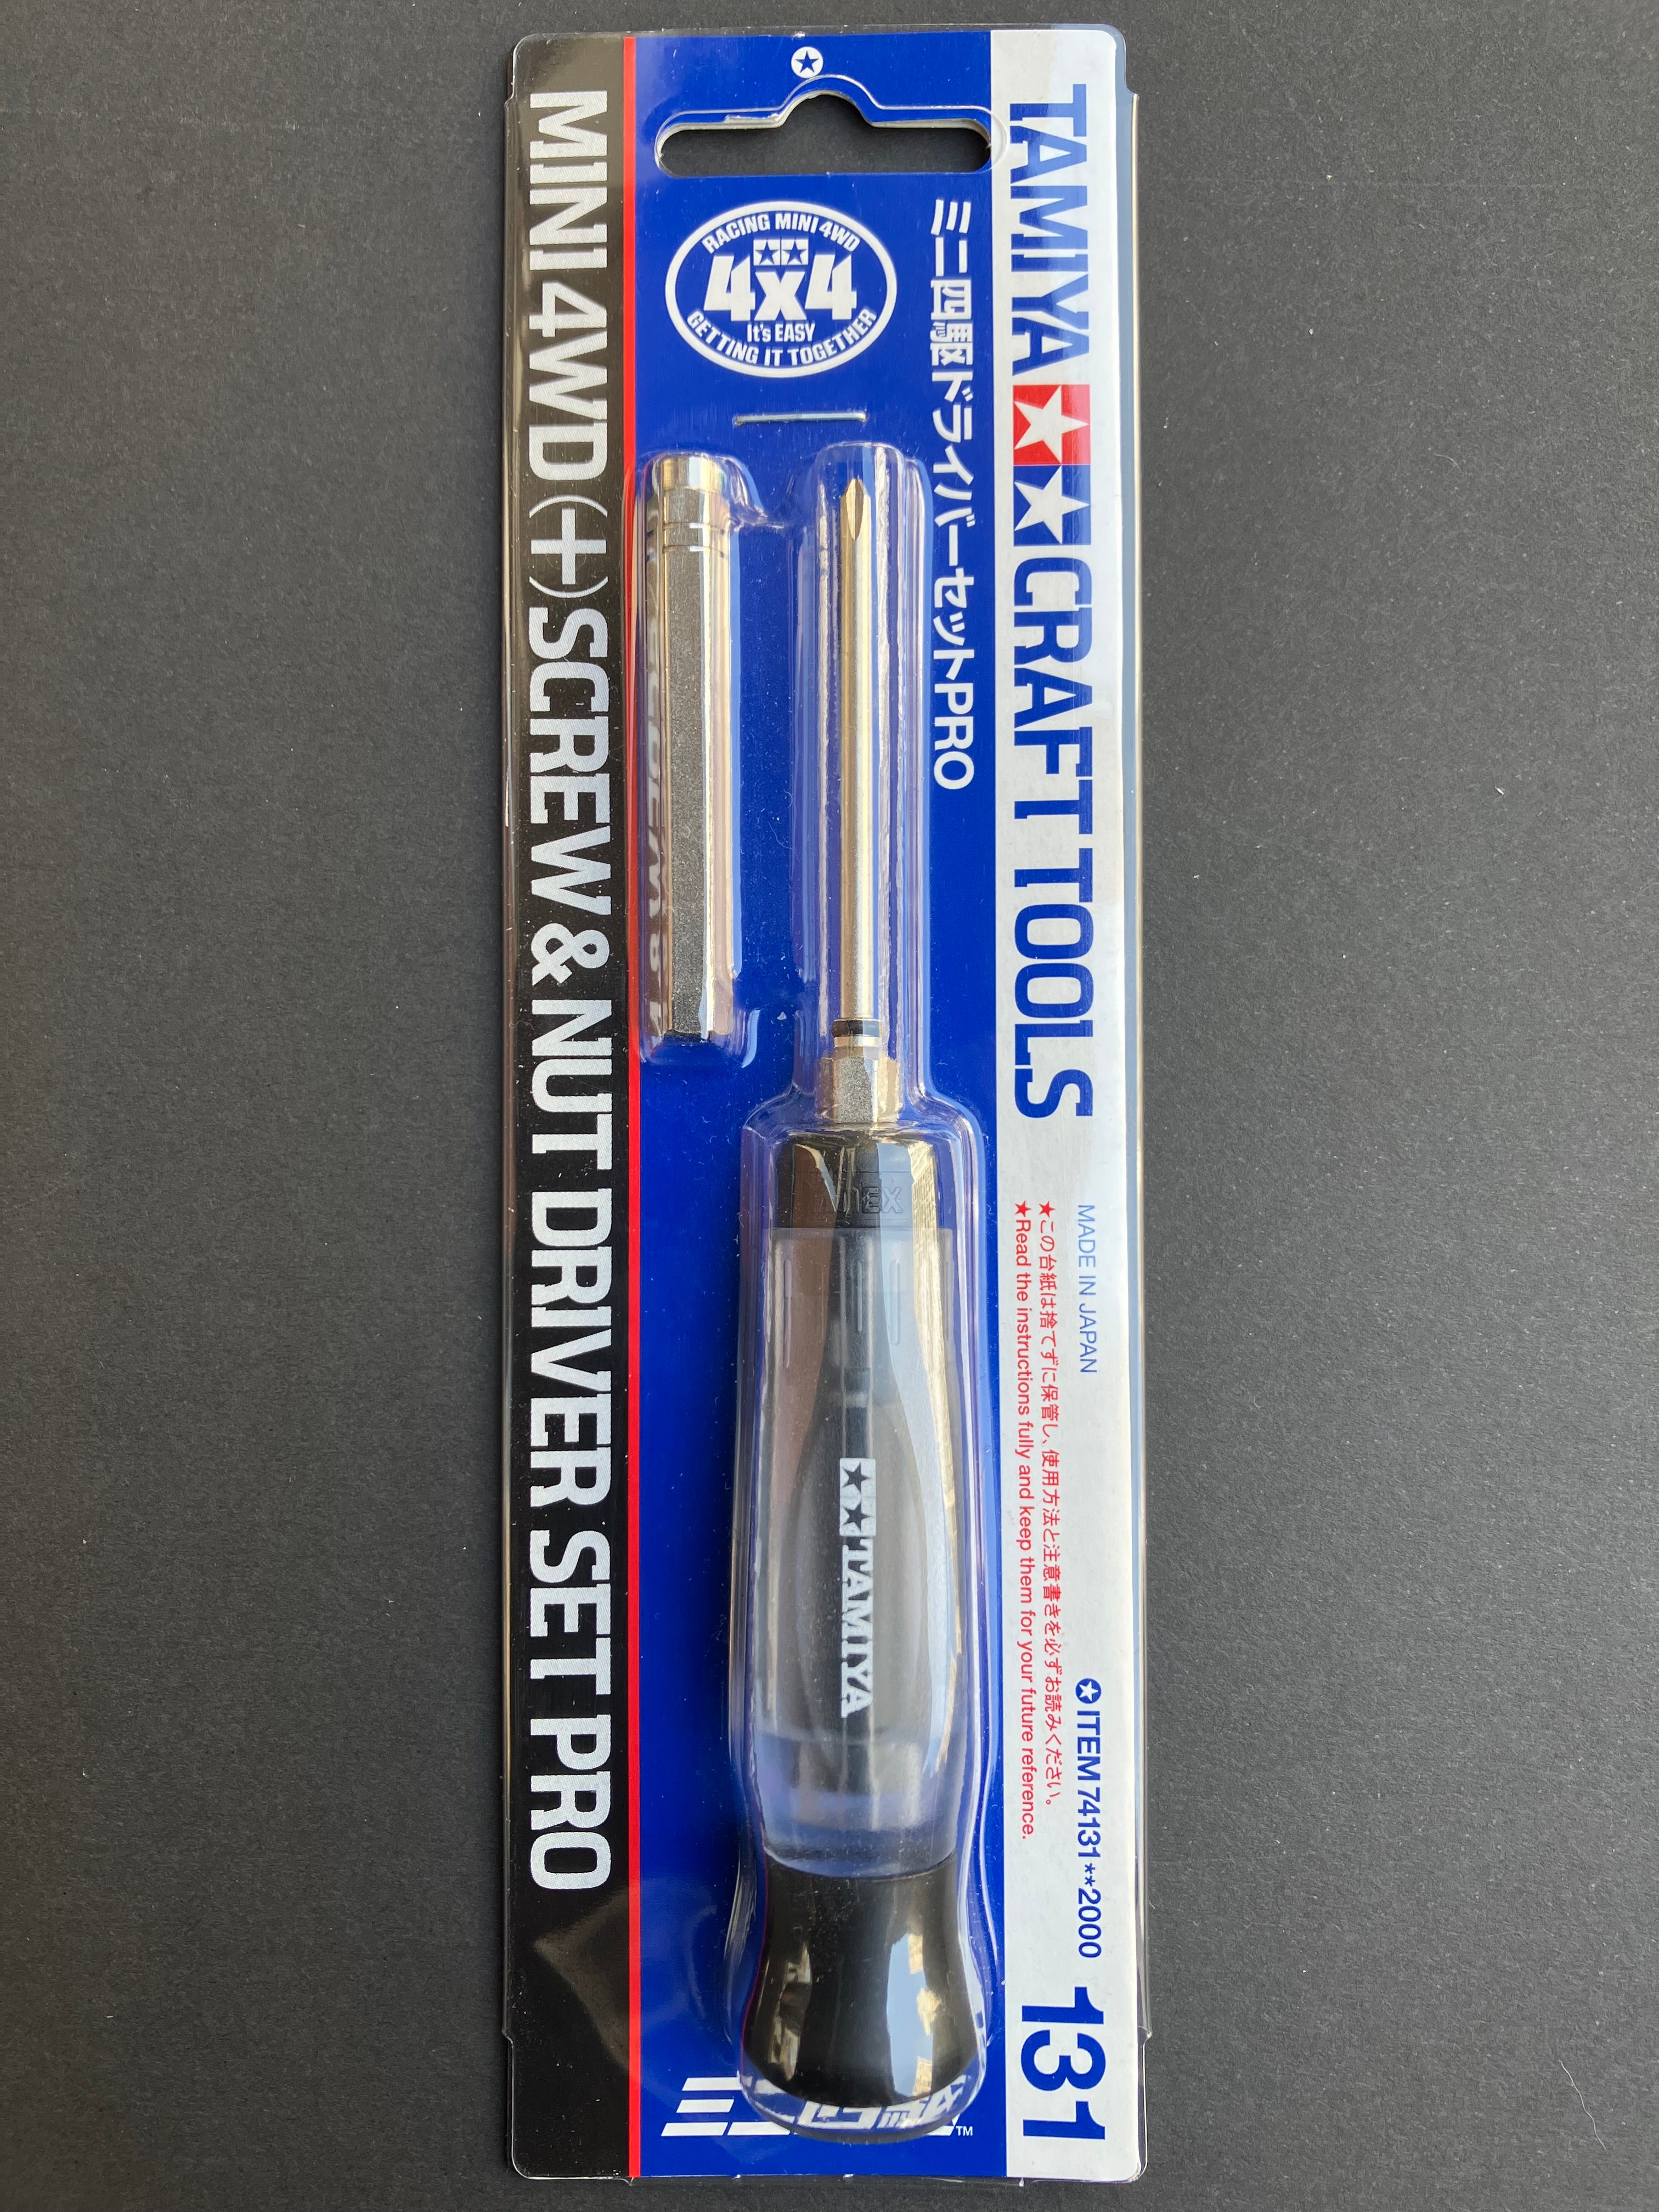 TAMIYA CRAFT TOOLS
MADE IN JAPAN
★この台紙は捨てずに保管し、使用方法と注意書きを必ずお読みください。
★Read the instructions fully and keep them for your future reference.
ITEM 74131**2000
131
ミニ四駆ドライバーセットPRO
RACING MINI 4WD
4x4
It's EASY
GETTING IT TOGETHER
TAMIYA
MINI 4WD (+) SCREW & NUT DRIVER SET PRO
TM